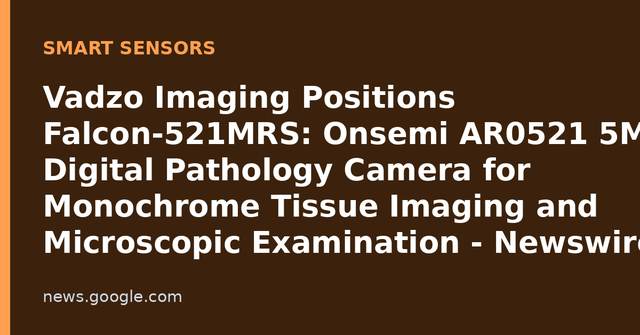 SMART SENSORS
Vadzo Imaging Positions
Falcon-521MRS: Onsemi AR0521 5M
Digital Pathology Camera for
Monochrome Tissue Imaging and
Microscopic Examination - Newswire
news.google.com